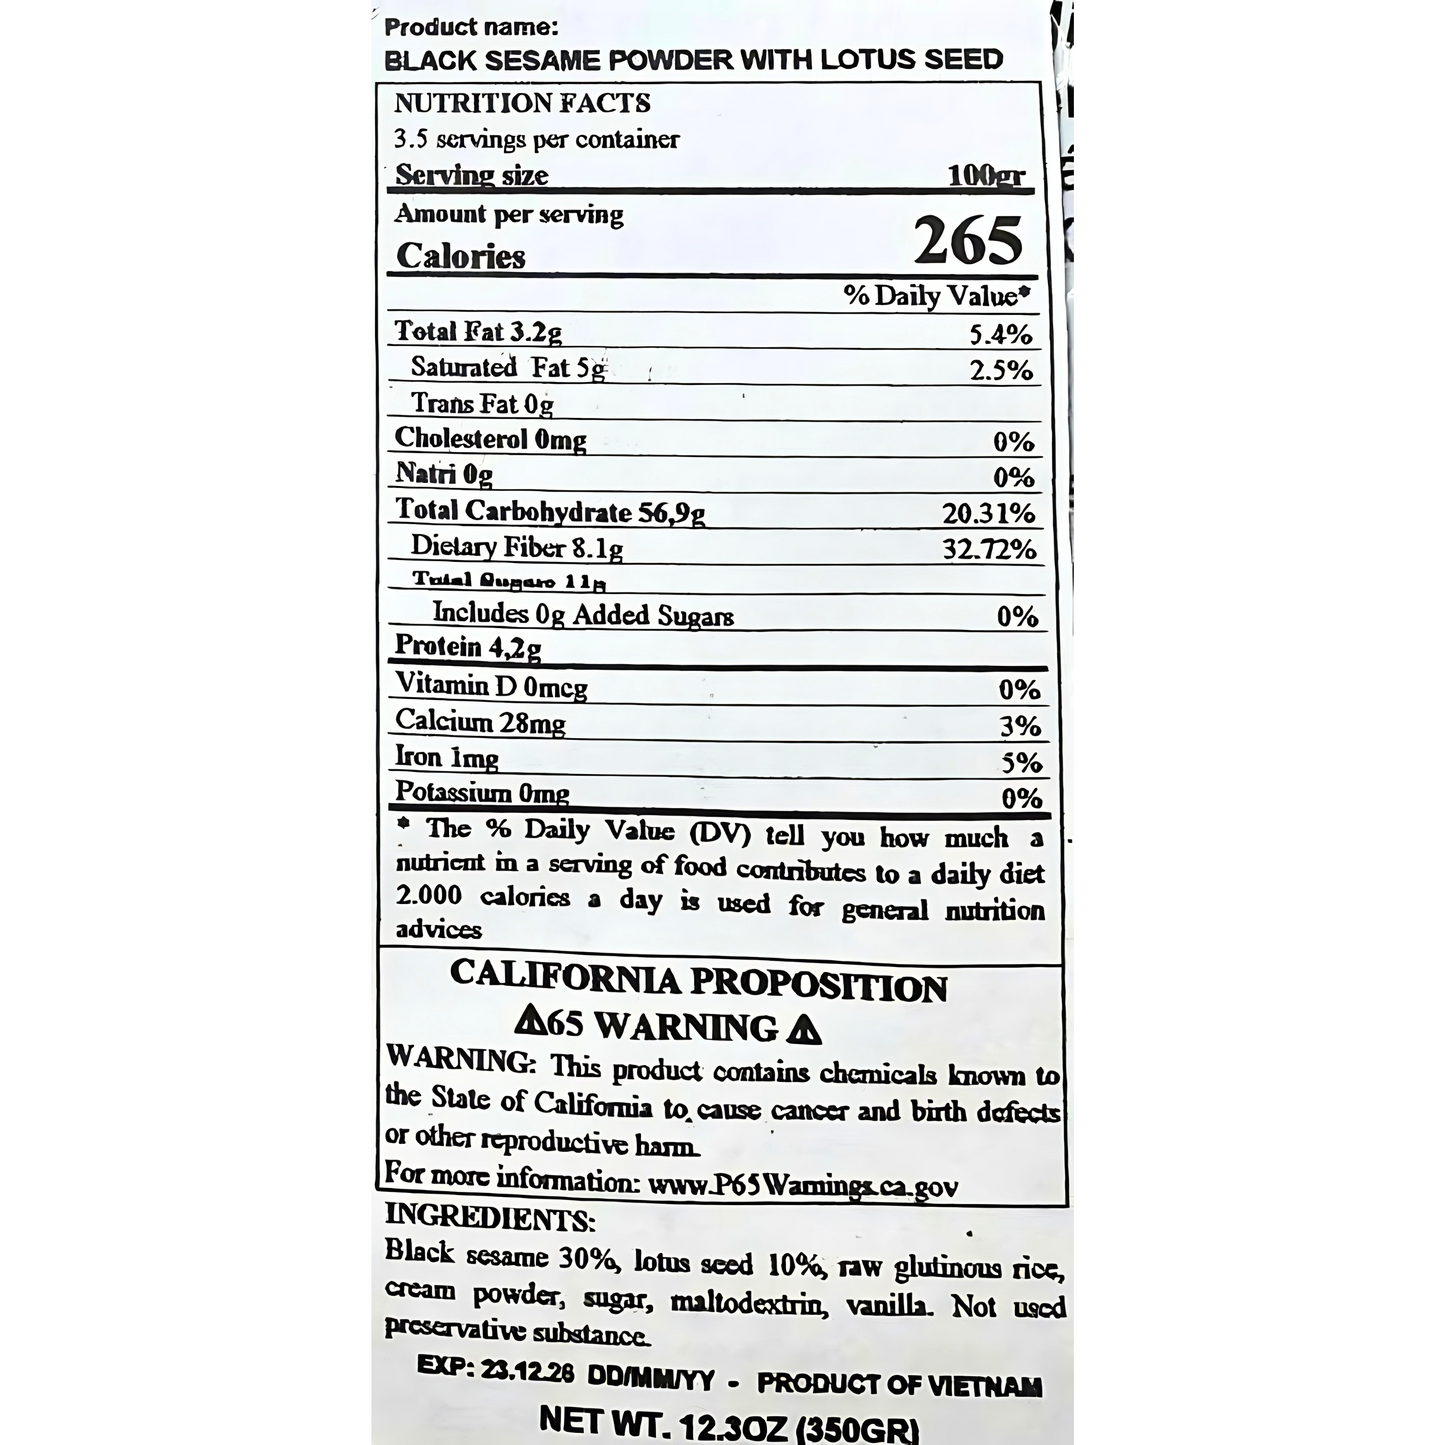 Product name:
BLACK SESAME POWDER WITH LOTUS SEED
NUTRITION FACTS
3.5 servings per container
Serving size 100gr
Amount per serving
Calories 265
% Daily Value*
Total Fat 3.2g 5.4%
Saturated Fat 5g 2.5%
Trans Fat 0g
Cholesterol 0mg 0%
Natri 0g 0%
Total Carbohydrate 56,9g 20.31%
Dietary Fiber 8.1g 32.72%
Total Sugars 11g
Includes 0g Added Sugars 0%
Protein 4,2g
Vitamin D 0mcg 0%
Calcium 28mg 3%
Iron 1mg 5%
Potassium 0mg 0%
* The % Daily Value (DV) tell you how much a
nutrient in a serving of food contributes to a daily diet
2.000 calories a day is used for general nutrition
advices
CALIFORNIA PROPOSITION
⚠65 WARNING ⚠
WARNING: This product contains chemicals known to
the State of California to cause cancer and birth defects
or other reproductive harm.
For more information: www.P65Warnings.ca.gov
INGREDIENTS:
Black sesame 30%, lotus seed 10%, raw glutinous rice,
cream powder, sugar, maltodextrin, vanilla. Not used
preservative substance.
EXP: 23.12.26 DD/MM/YY - PRODUCT OF VIETNAM
NET WT. 12.3OZ (350GR)